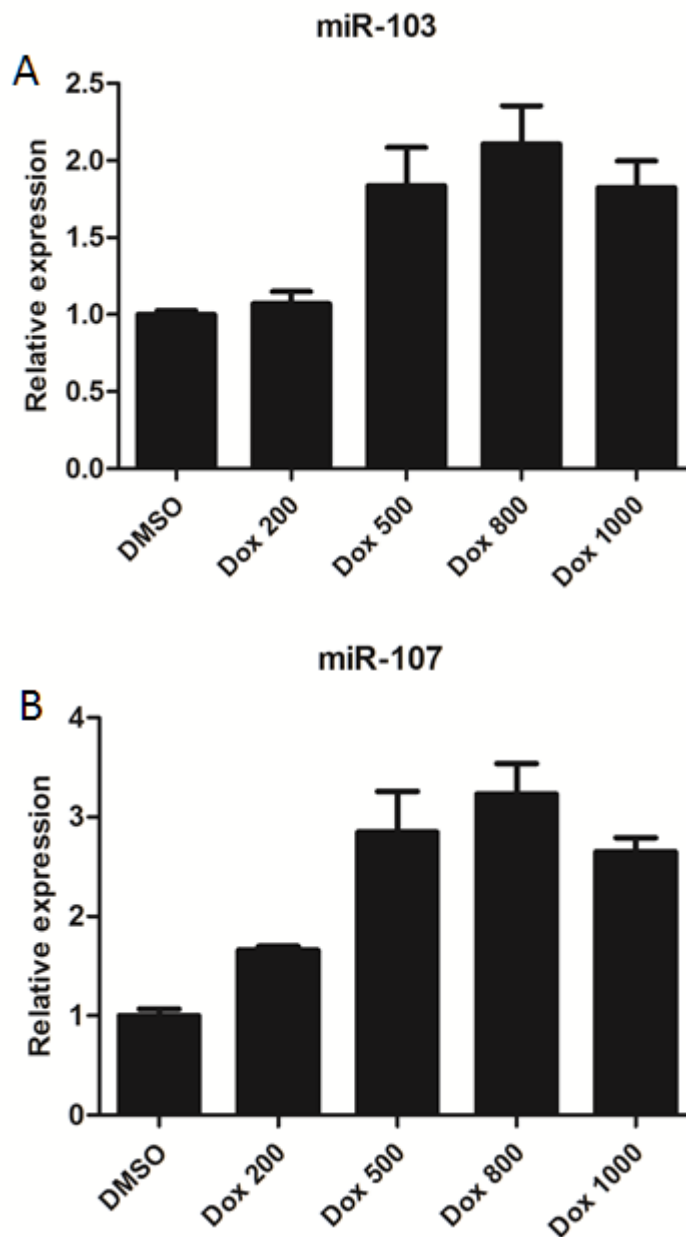 miR-103
A
Relative expression
2.5
2.0
1.5
1.0
0.5
0.0
DMSO
Dox 200
Dox 500
Dox 800
Dox 1000
miR-107
B
Relative expression
4
3
2
1
0
DMSO
Dox 200
Dox 500
Dox 800
Dox 1000